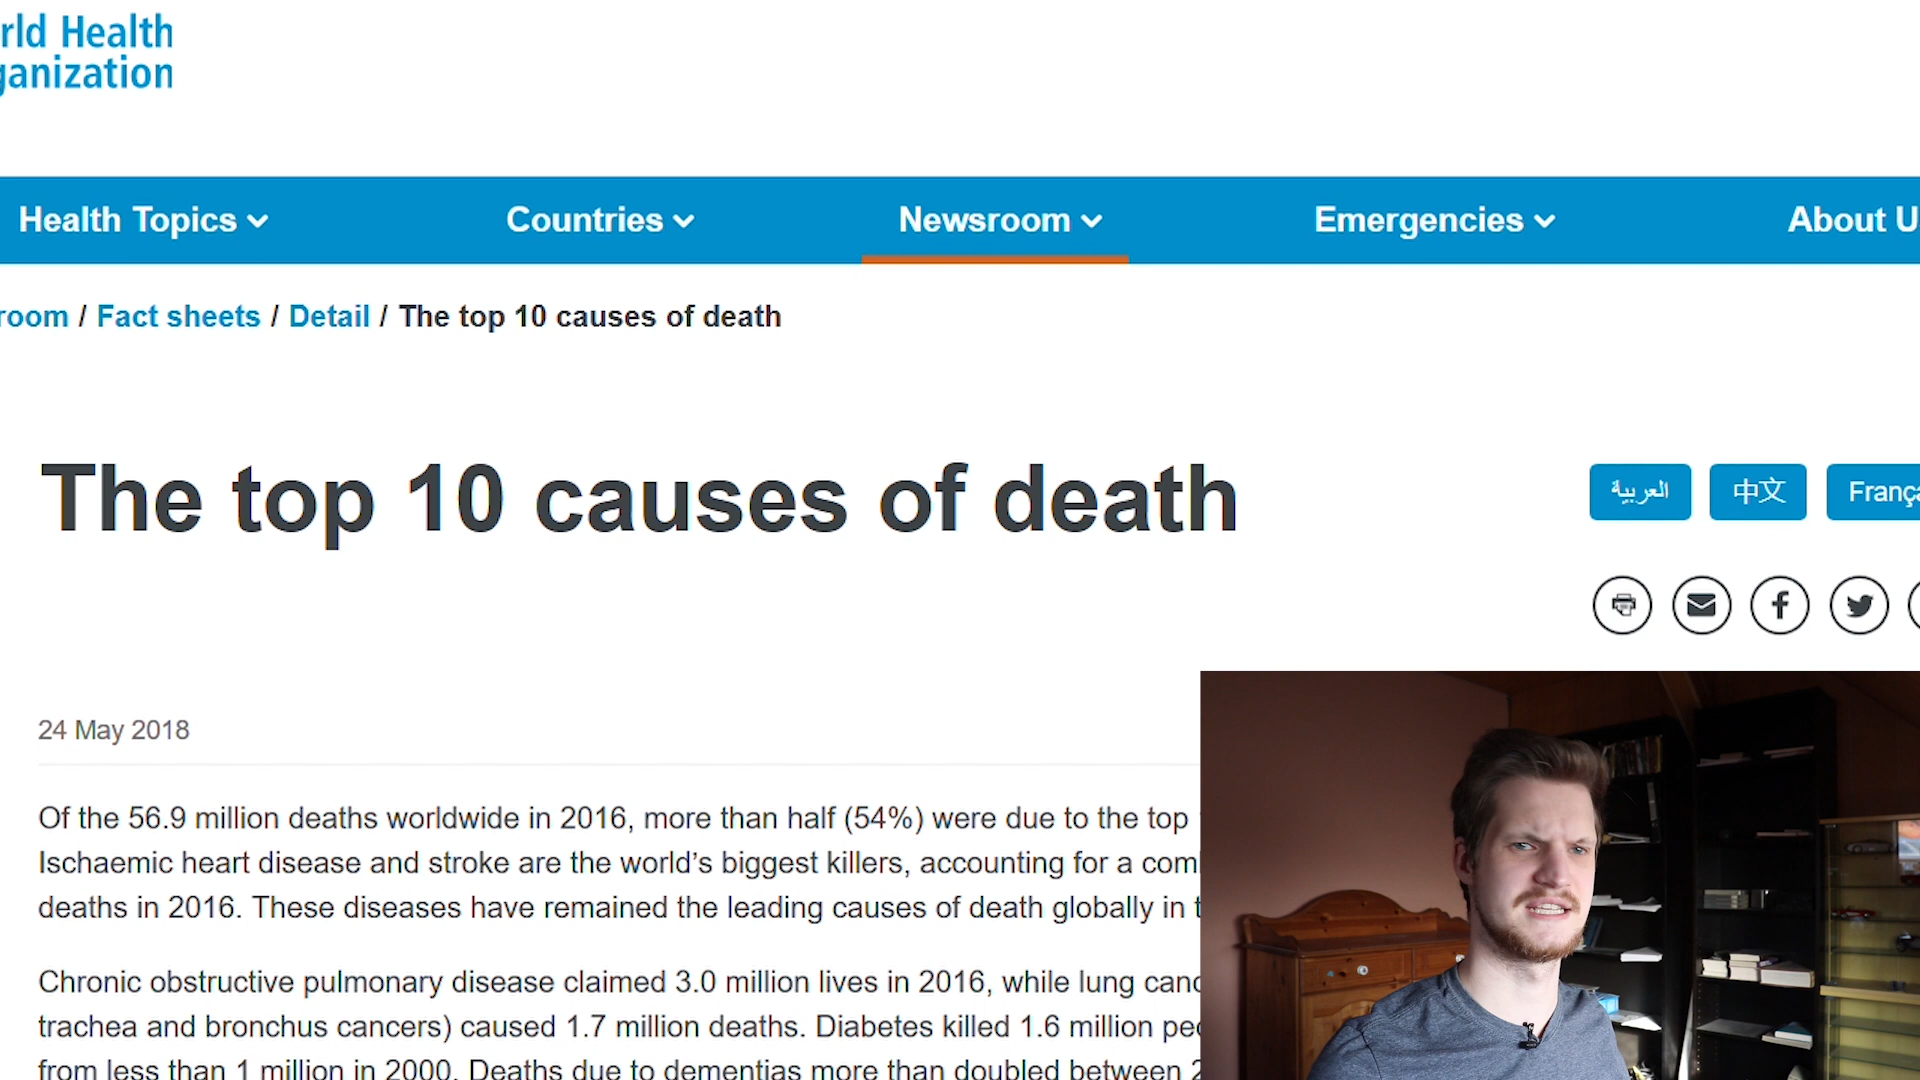 rld Health
ganization
Health Topics
Countries
Newsroom
Emergencies
About U
room / Fact sheets / Detail / The top 10 causes of death
The top 10 causes of death
العربية
中文
França
24 May 2018
Of the 56.9 million deaths worldwide in 2016, more than half (54%) were due to the top
Ischaemic heart disease and stroke are the world’s biggest killers, accounting for a com
deaths in 2016. These diseases have remained the leading causes of death globally in t
Chronic obstructive pulmonary disease claimed 3.0 million lives in 2016, while lung canc
trachea and bronchus cancers) caused 1.7 million deaths. Diabetes killed 1.6 million peo
from less than 1 million in 2000. Deaths due to dementias more than doubled between 2